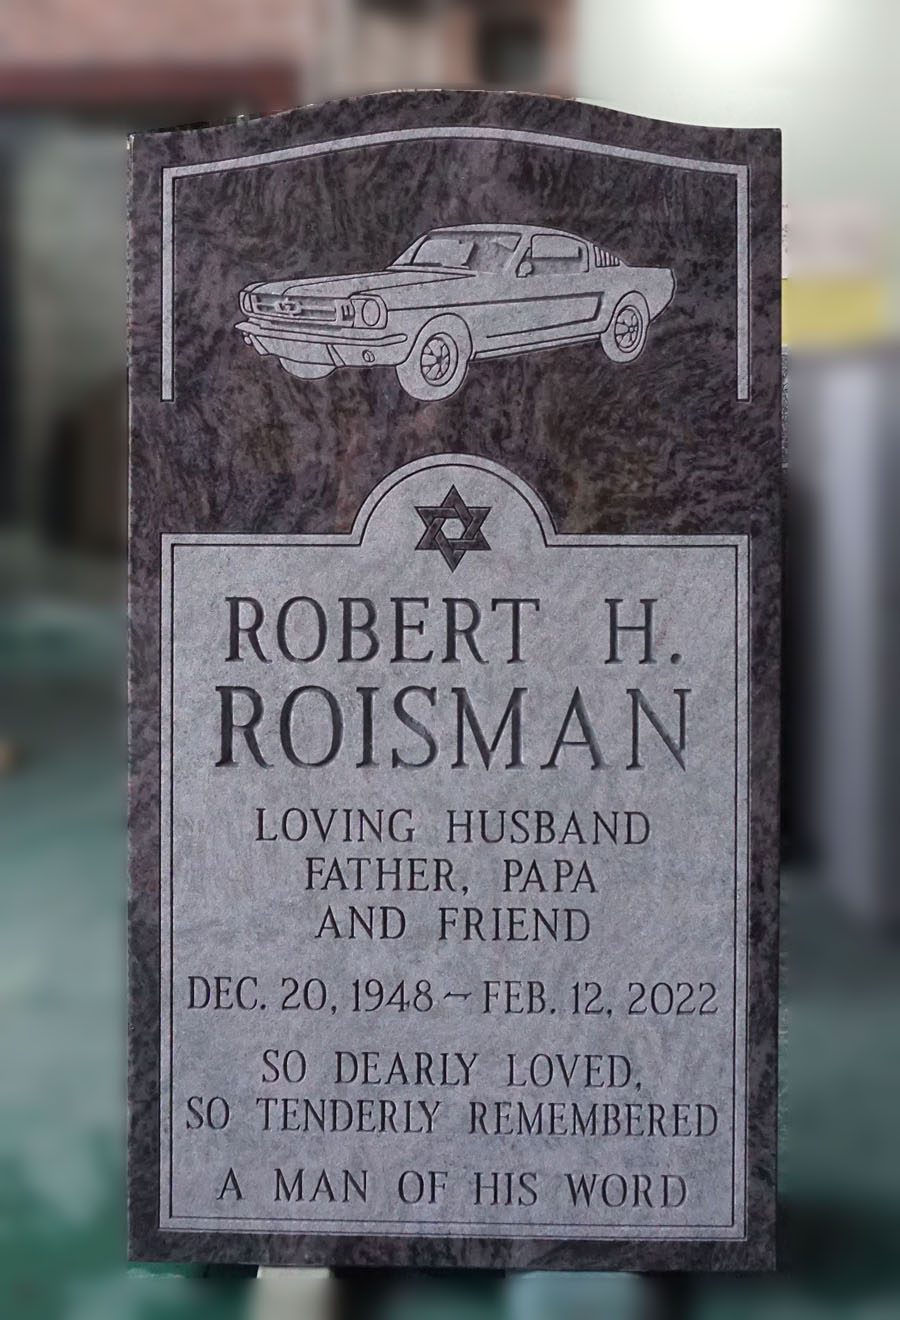 ROBERT H.
ROISMAN
LOVING HUSBAND
FATHER, PAPA
AND FRIEND
DEC. 20, 1948 ~ FEB. 12, 2022
SO DEARLY LOVED,
SO TENDERLY REMEMBERED
A MAN OF HIS WORD